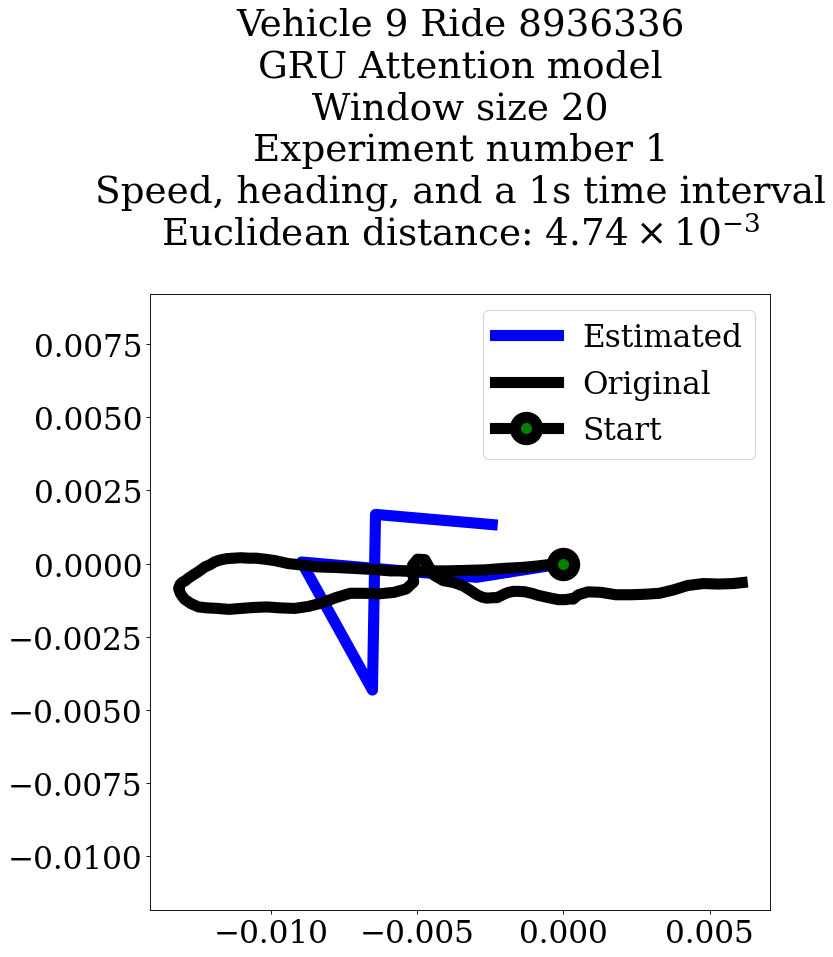 Vehicle 9 Ride 8936336
GRU Attention model
Window size 20
Experiment number 1
Speed, heading, and a 1s time interval
Euclidean distance: 4.74 × 10⁻³
Estimated
Original
Start
0.0075
0.0050
0.0025
0.0000
−0.0025
−0.0050
−0.0075
−0.0100
−0.010 −0.005 0.000 0.005